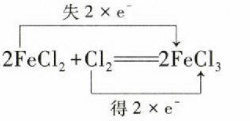 失 2 × e⁻
2FeCl₂ + Cl₂══2FeCl₃
得 2 × e⁻